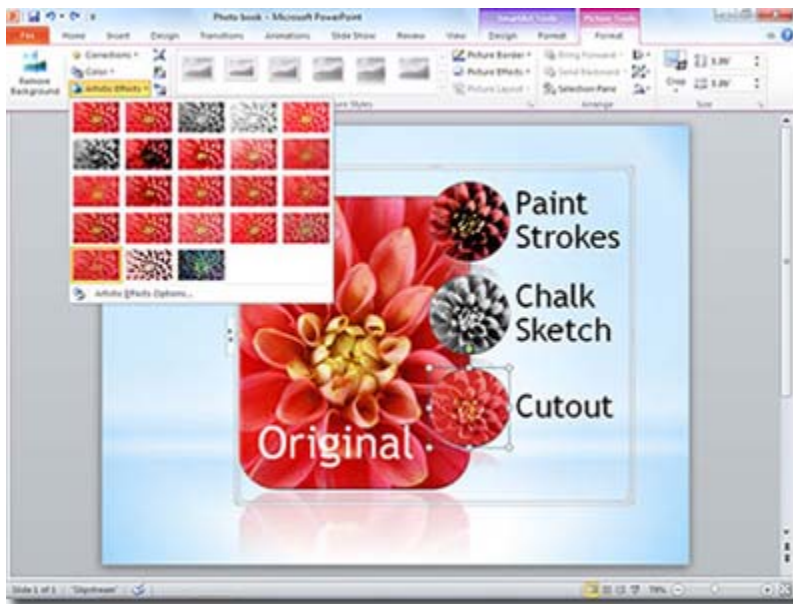 Photo book - Microsoft PowerPoint
SmartArt Tools
Picture Tools
File
Home
Insert
Design
Transitions
Animations
Slide Show
Review
View
Design
Format
Format
Remove
Background
Corrections
Color
Artistic Effects
Picture Border
Picture Effects
Picture Layout
Bring Forward
Send Backward
Selection Pane
Crop
Picture Styles
Arrange
Size
Artistic Effects Options...
Paint
Strokes
Chalk
Sketch
Cutout
Original
Slide 1 of 1
"Slipstream"